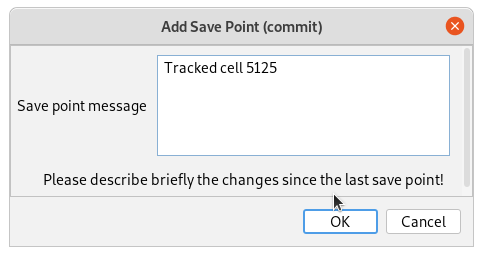 Add Save Point (commit)
Tracked cell 5125
Save point message
Please describe briefly the changes since the last save point!
OK
Cancel